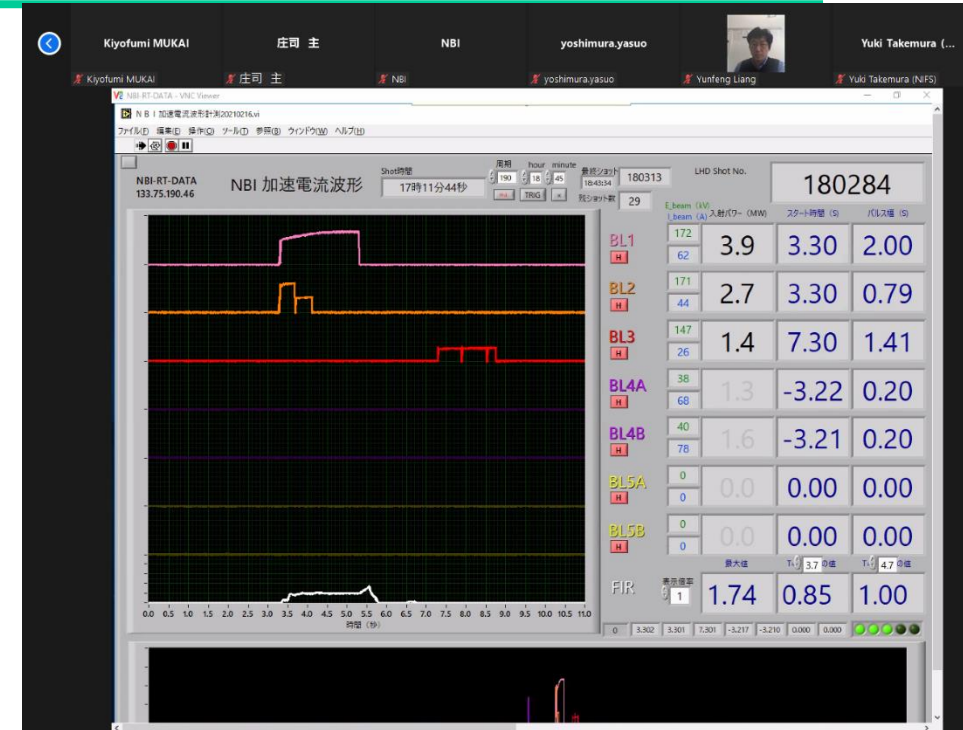 Kiyofumi MUKAI 庄司 主 NBI yoshimura.yasuo Yuki Takemura (...
Kiyofumi MUKAI 庄司 主 NBI yoshimura.yasuo Yunfeng Liang Yuki Takemura (NIFS)
NBI-RT-DATA - VNC Viewer
N B I 加速電流波形計測20210216.vi
ファイル(F) 編集(E) 操作(O) ツール(T) 参照(B) ウィンドウ(W) ヘルプ(H)
NBI-RT-DATA
133.75.190.46
NBI 加速電流波形
Shot時間
17時11分44秒
周期 hour minute
190 18 45
TRIG
最終ショット
18:43:34
180313
残ショット数 29
LHD Shot No.
180284
E_beam (kV)
I_beam (A)
入射パワー (MW) スタート時間 (S) パルス幅 (S)
BL1 H 172 62 3.9 3.30 2.00
BL2 H 171 44 2.7 3.30 0.79
BL3 H 147 26 1.4 7.30 1.41
BL4A H 38 68 1.3 -3.22 0.20
BL4B H 40 78 1.6 -3.21 0.20
BL5A H 0 0 0.0 0.00 0.00
BL5B H 0 0 0.0 0.00 0.00
最大値 3.7 の値 4.7 の値
FIR 表示倍率 1 1.74 0.85 1.00
0.0 0.5 1.0 1.5 2.0 2.5 3.0 3.5 4.0 4.5 5.0 5.5 6.0 6.5 7.0 7.5 8.0 8.5 9.0 9.5 10.0 10.5 11.0
時間 (秒)
0 3.302 3.301 7.301 -3.217 -3.210 0.000 0.000